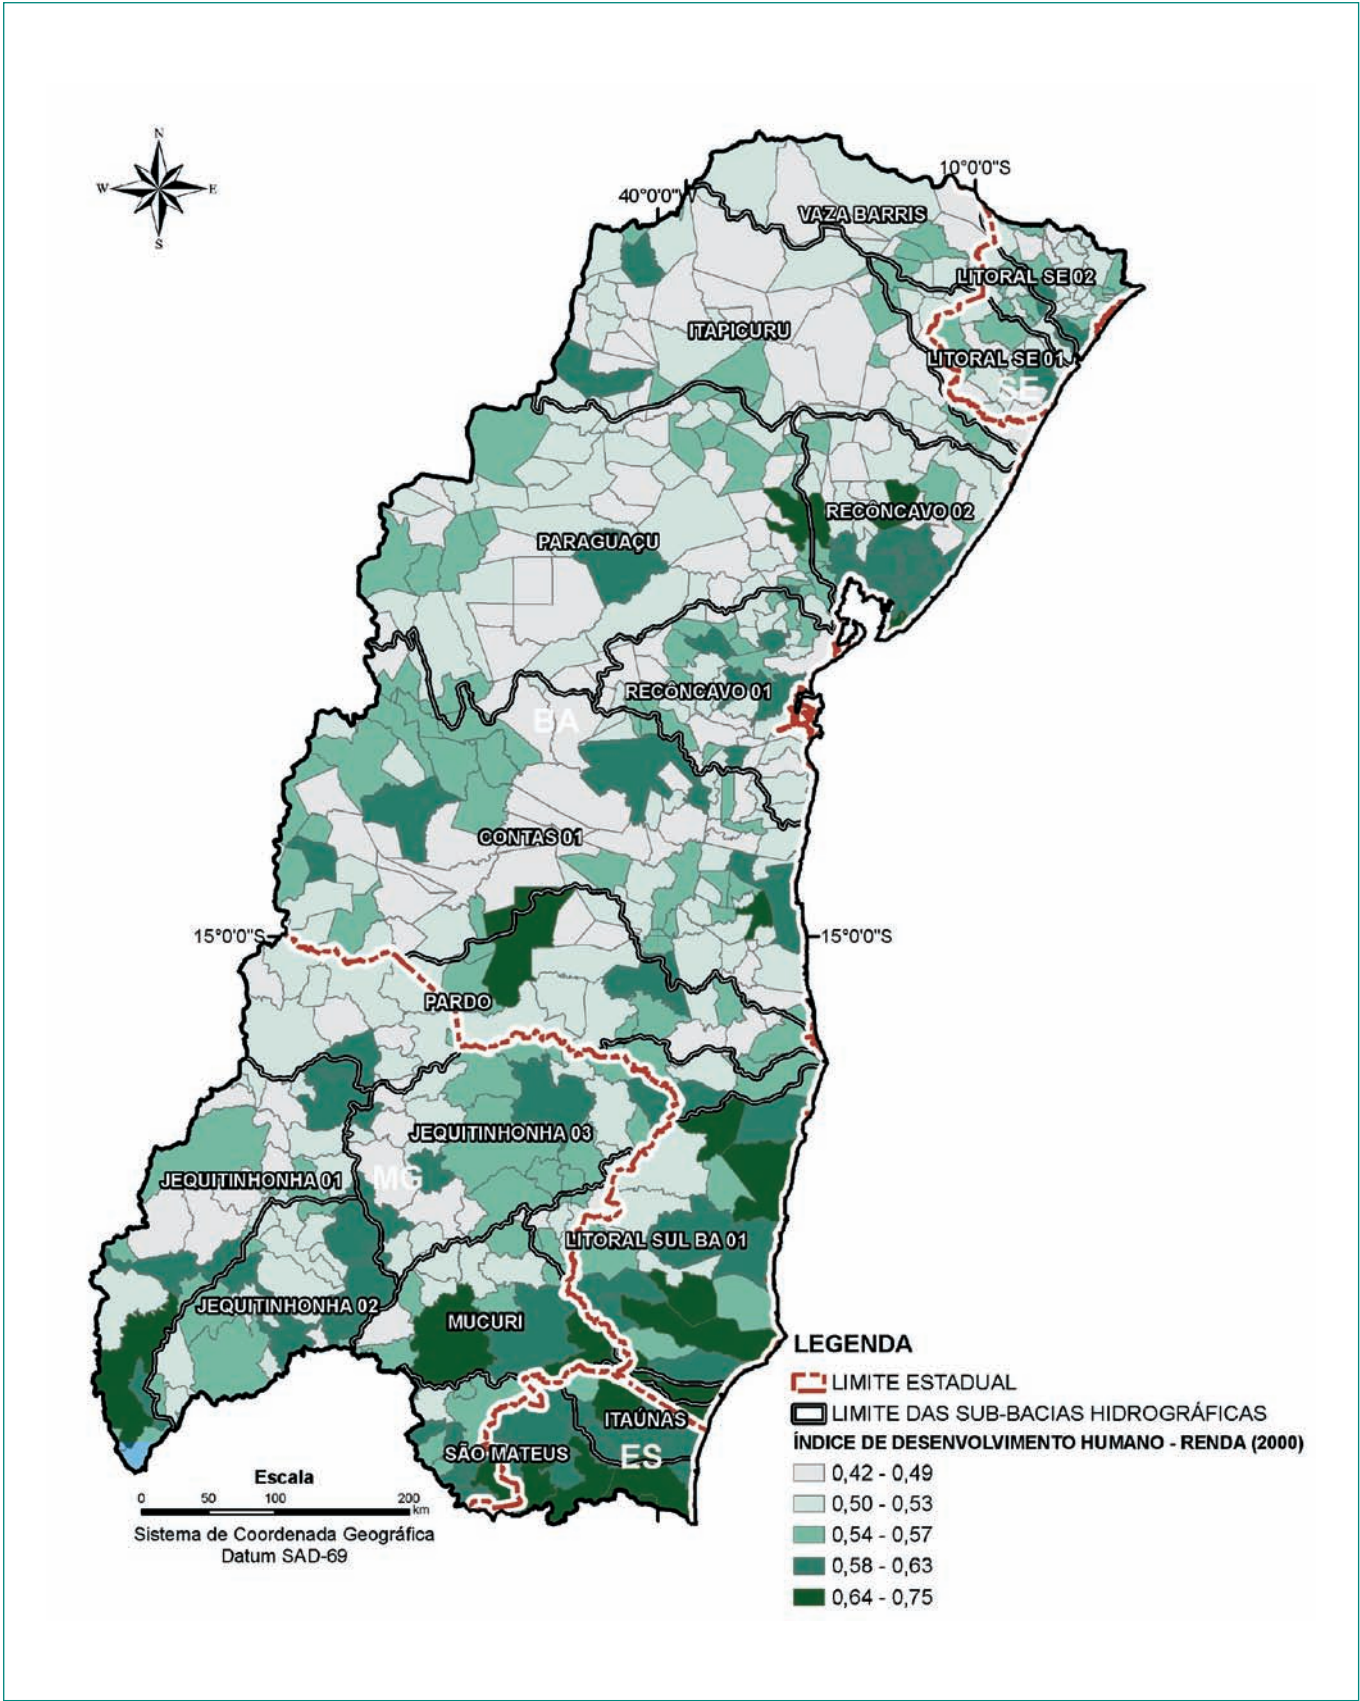 N
W
E
S
10°0'0"S
40°0'0"W
VAZA BARRIS
LITORAL SE 02
ITAPICURU
LITORAL SE 01
SE
RECÔNCAVO 02
PARAGUAÇU
RECÔNCAVO 01
BA
CONTAS 01
15°0'0"S
15°0'0"S
PARDO
JEQUITINHONHA 03
JEQUITINHONHA 01
MG
LITORAL SUL BA 01
JEQUITINHONHA 02
MUCURI
ITAÚNAS
SÃO MATEUS
ES
LEGENDA
LIMITE ESTADUAL
LIMITE DAS SUB-BACIAS HIDROGRÁFICAS
ÍNDICE DE DESENVOLVIMENTO HUMANO - RENDA (2000)
0,42 - 0,49
0,50 - 0,53
0,54 - 0,57
0,58 - 0,63
0,64 - 0,75
Escala
0 50 100 200
km
Sistema de Coordenada Geográfica
Datum SAD-69